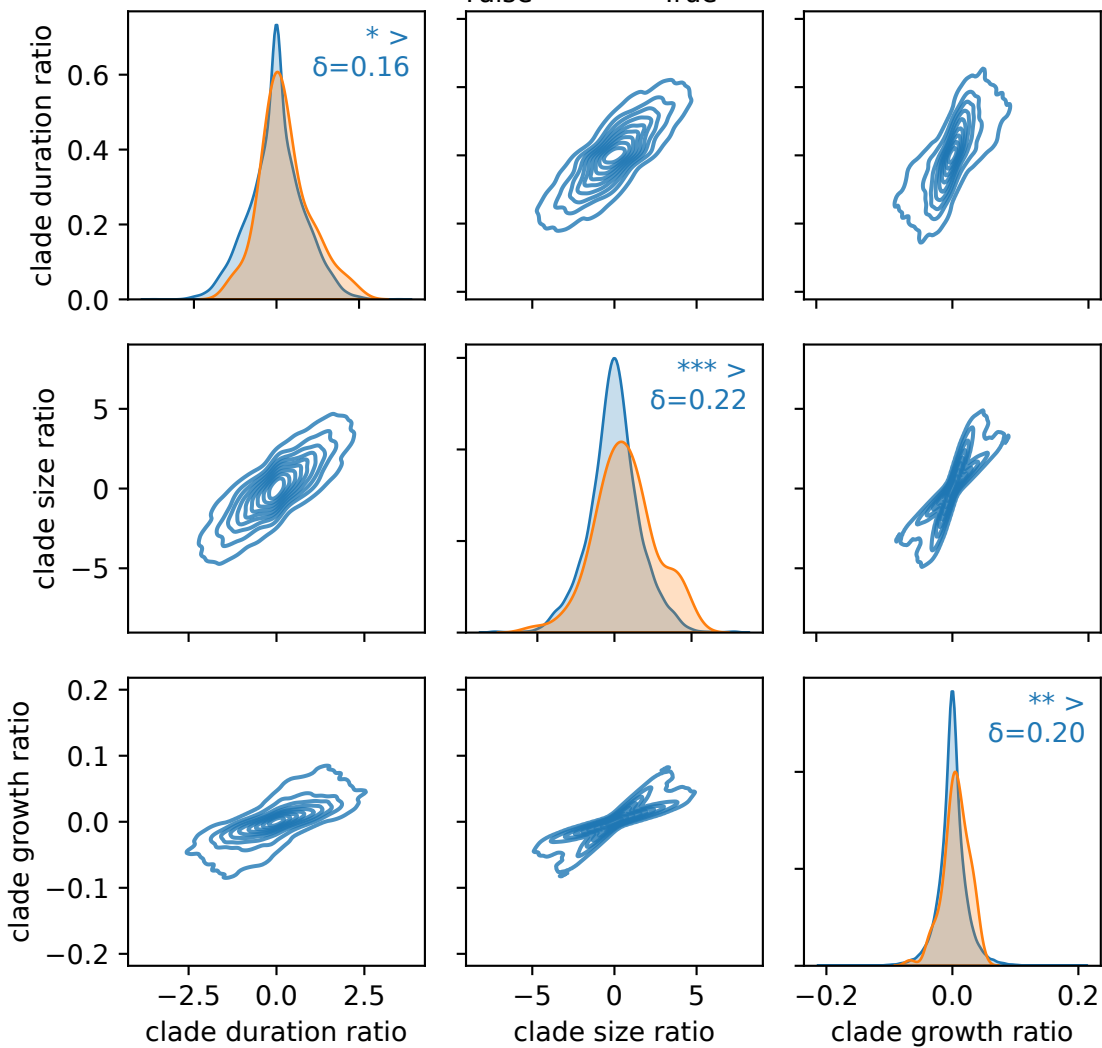 clade duration ratio
0.6
0.4
0.2
0.0
* >
δ=0.16
clade size ratio
5
0
−5
*** >
δ=0.22
clade growth ratio
0.2
0.1
0.0
−0.1
−0.2
** >
δ=0.20
−2.5 0.0 2.5
−5 0 5
−0.2 0.0 0.2
clade duration ratio
clade size ratio
clade growth ratio